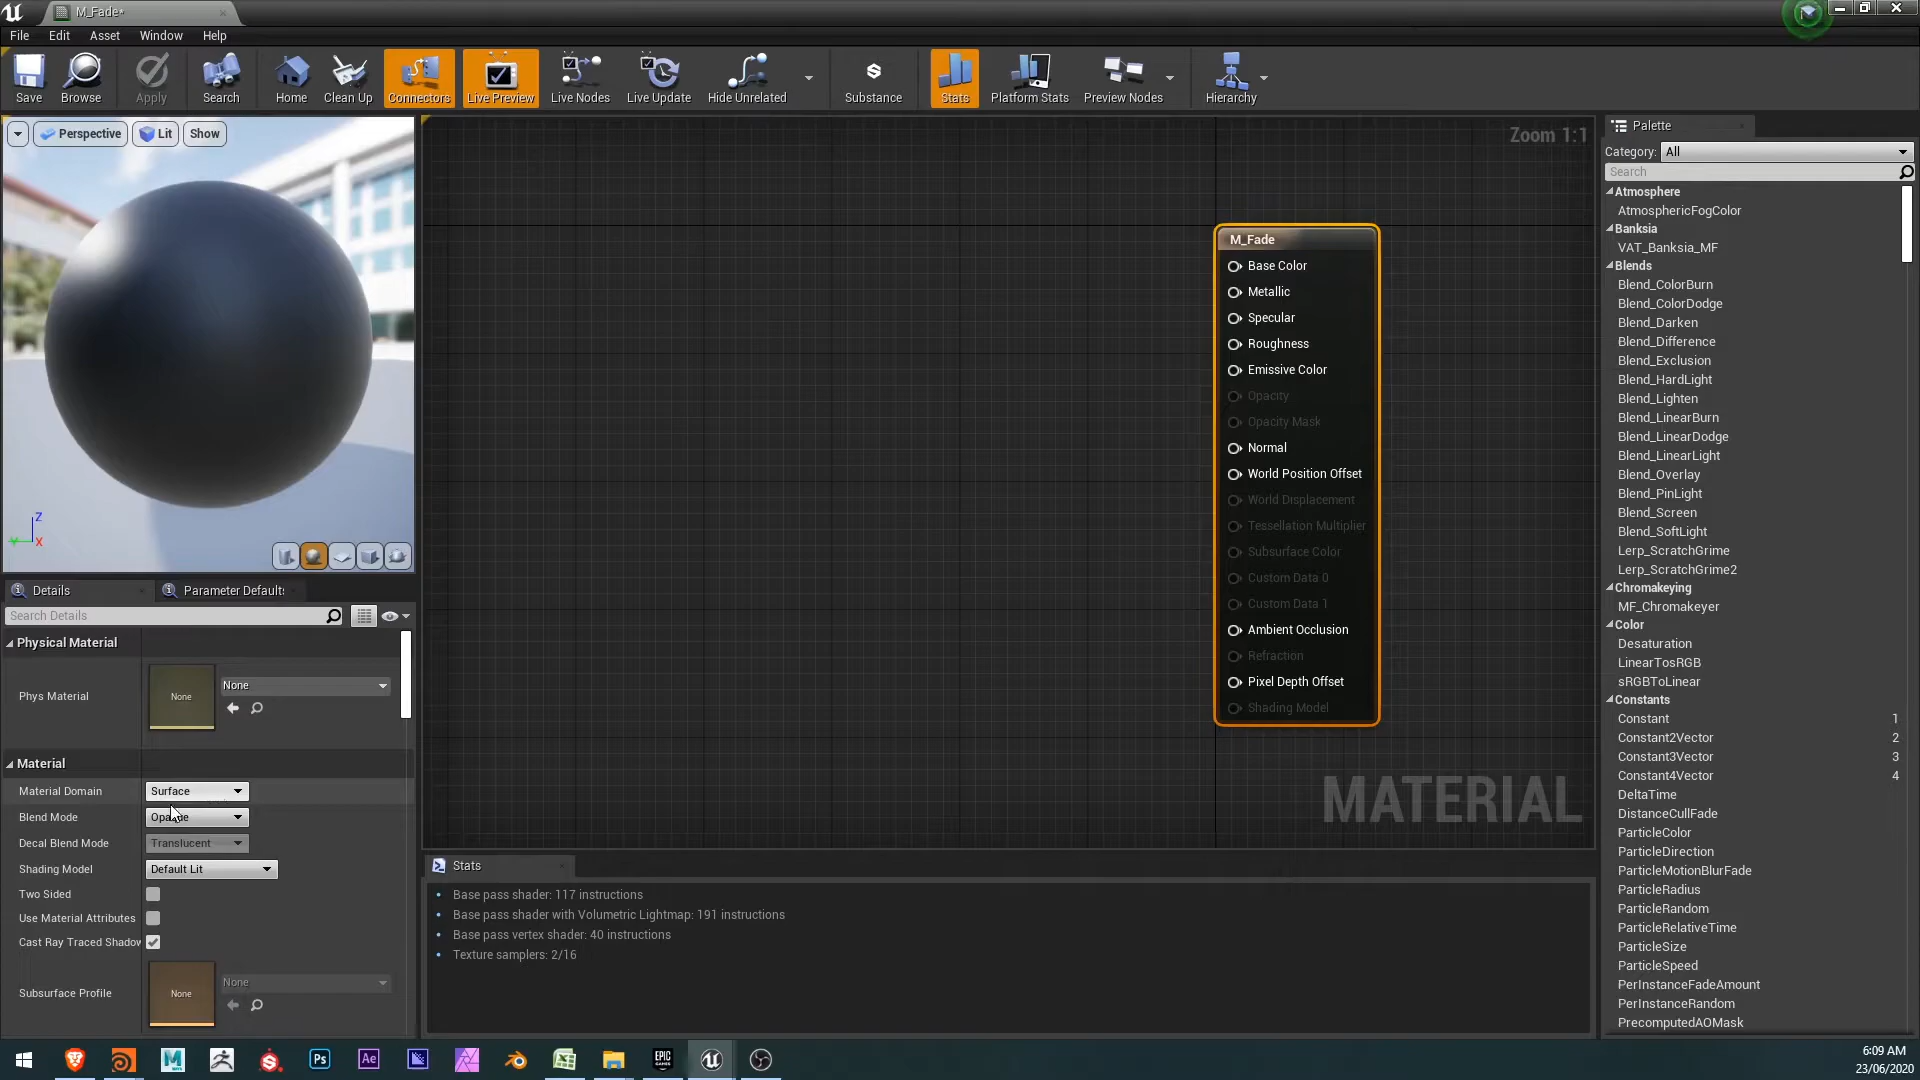 M_Fade*
File Edit Asset Window Help
Save Browse Apply Search Home Clean Up Connectors Live Preview Live Nodes Live Update Hide Unrelated Substance Stats Platform Stats Preview Nodes Hierarchy
Perspective Lit Show
Zoom 1:1
Z
Y
X
M_Fade
Base Color
Metallic
Specular
Roughness
Emissive Color
Opacity
Opacity Mask
Normal
World Position Offset
World Displacement
Tessellation Multiplier
Subsurface Color
Custom Data 0
Custom Data 1
Ambient Occlusion
Refraction
Pixel Depth Offset
Shading Model
MATERIAL
Details Parameter Defaults
Search Details
Physical Material
Phys Material None None
Material
Material Domain Surface
Blend Mode
Decal Blend Mode Translucent
Shading Model Default Lit
Two Sided
Use Material Attributes
Cast Ray Traced Shadow
Subsurface Profile None None
Stats
Base pass shader: 117 instructions
Base pass shader with Volumetric Lightmap: 191 instructions
Base pass vertex shader: 40 instructions
Texture samplers: 2/16
Palette
Category: All
Search
Atmosphere
AtmosphericFogColor
Banksia
VAT_Banksia_MF
Blends
Blend_ColorBurn
Blend_ColorDodge
Blend_Darken
Blend_Difference
Blend_Exclusion
Blend_HardLight
Blend_Lighten
Blend_LinearBurn
Blend_LinearDodge
Blend_LinearLight
Blend_Overlay
Blend_PinLight
Blend_Screen
Blend_SoftLight
Lerp_ScratchGrime
Lerp_ScratchGrime2
Chromakeying
MF_Chromakeyer
Color
Desaturation
LinearTosRGB
sRGBToLinear
Constants
Constant 1
Constant2Vector 2
Constant3Vector 3
Constant4Vector 4
DeltaTime
DistanceCullFade
ParticleColor
ParticleDirection
ParticleMotionBlurFade
ParticleRadius
ParticleRandom
ParticleRelativeTime
ParticleSize
ParticleSpeed
PerInstanceFadeAmount
PerInstanceRandom
PrecomputedAOMask
Ps Ae EPIC GAMES
6:09 AM
23/06/2020